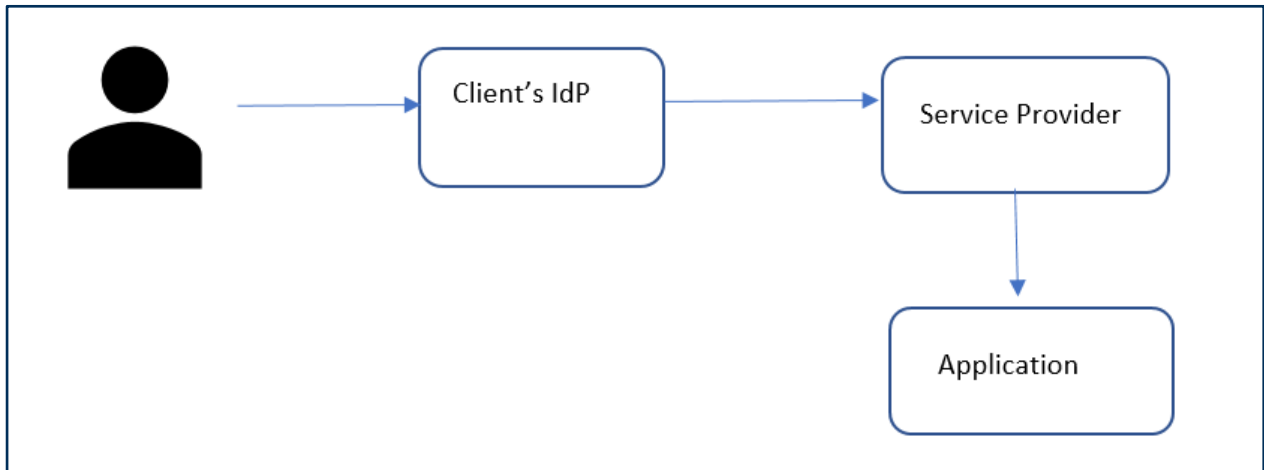 Client’s IdP
Service Provider
Application